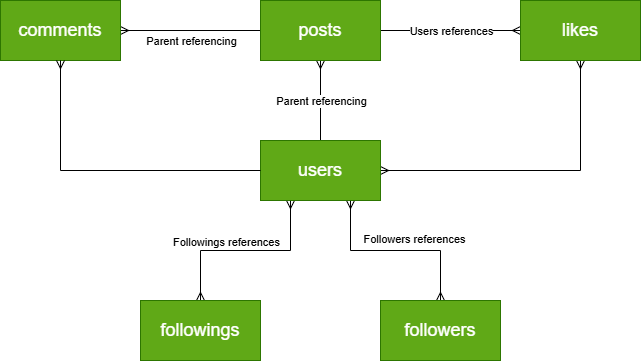 comments
posts
likes
Parent referencing
Users references
Parent referencing
users
Followings references
Followers references
followings
followers